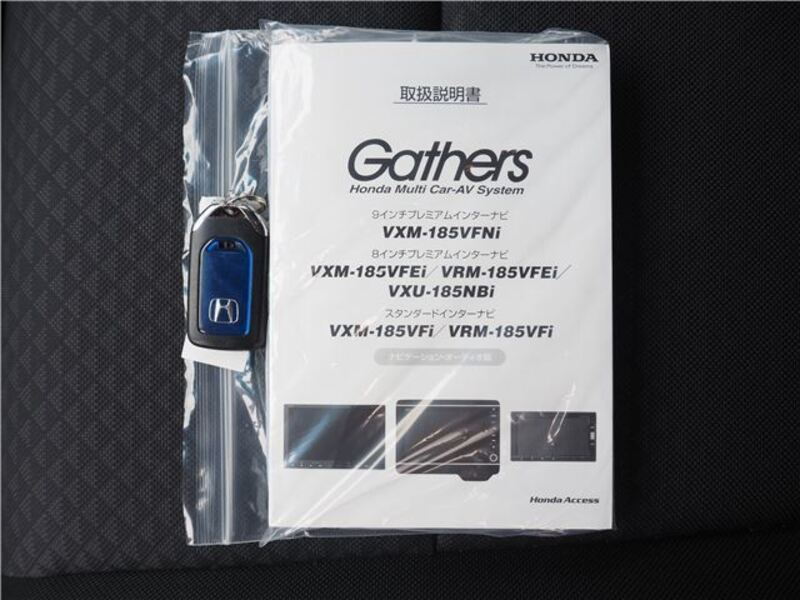 HONDA
The Power of Dreams
取扱説明書
Gathers
Honda Multi Car-AV System
9インチプレミアムインターナビ
VXM-185VFNi
8インチプレミアムインターナビ
VXM-185VFEi/VRM-185VFEi/
VXU-185NBi
スタンダードインターナビ
VXM-185VFi/VRM-185VFi
ナビゲーション・オーディオ編
Honda Access